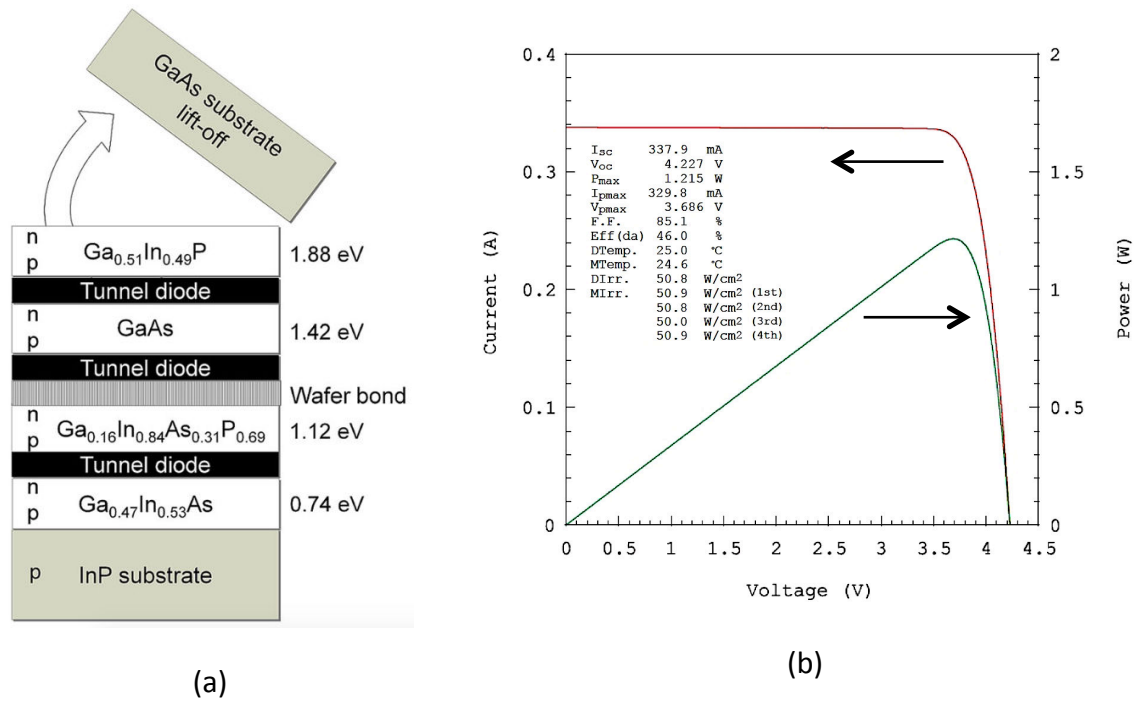 GaAs substrate
lift-off
n
p
Ga0.51In0.49P
1.88 eV
Tunnel diode
n
p
GaAs
1.42 eV
Tunnel diode
Wafer bond
n
p
Ga0.16In0.84As0.31P0.69
1.12 eV
Tunnel diode
n
p
Ga0.47In0.53As
0.74 eV
p
InP substrate
(a)
0.4
0.3
0.2
0.1
0
Current (A)
Isc 337.9 mA
Voc 4.227 V
Pmax 1.215 W
Ipmax 329.8 mA
Vpmax 3.686 V
F.F. 85.1 %
Eff(da) 46.0 %
DTemp. 25.0 ℃
MTemp. 24.6 ℃
DIrr. 50.8 W/cm2
MIrr. 50.9 W/cm2 (1st)
50.8 W/cm2 (2nd)
50.0 W/cm2 (3rd)
50.9 W/cm2 (4th)
2
1.5
1
0.5
0
Power (W)
0 0.5 1 1.5 2 2.5 3 3.5 4 4.5
Voltage (V)
(b)